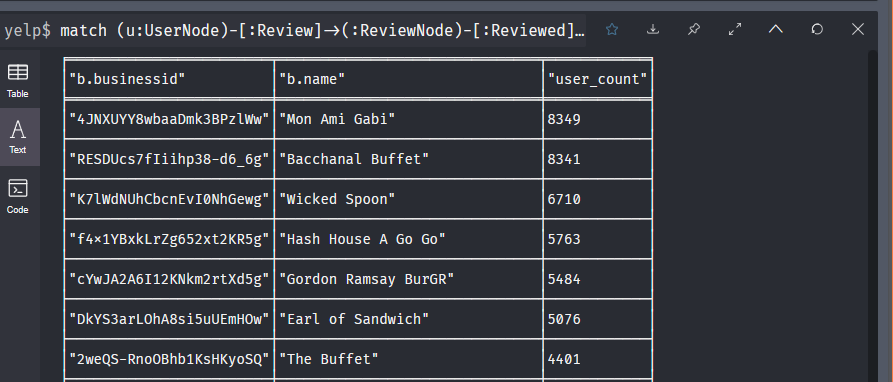 yelp$ match (u:UserNode)-[:Review]→(:ReviewNode)-[:Reviewed]…
Table
Text
Code
"b.businessid" "b.name" "user_count"
"4JNXUYY8wbaaDmk3BPzlWw" "Mon Ami Gabi" 8349
"RESDUcs7fIiihp38-d6_6g" "Bacchanal Buffet" 8341
"K7lWdNUhCbcnEvI0NhGewg" "Wicked Spoon" 6710
"f4x1YBxkLrZg652xt2KR5g" "Hash House A Go Go" 5763
"cYwJA2A6I12KNkm2rtXd5g" "Gordon Ramsay BurGR" 5484
"DkYS3arLOhA8si5uUEmHOw" "Earl of Sandwich" 5076
"2weQS-RnoOBhb1KsHKyoSQ" "The Buffet" 4401